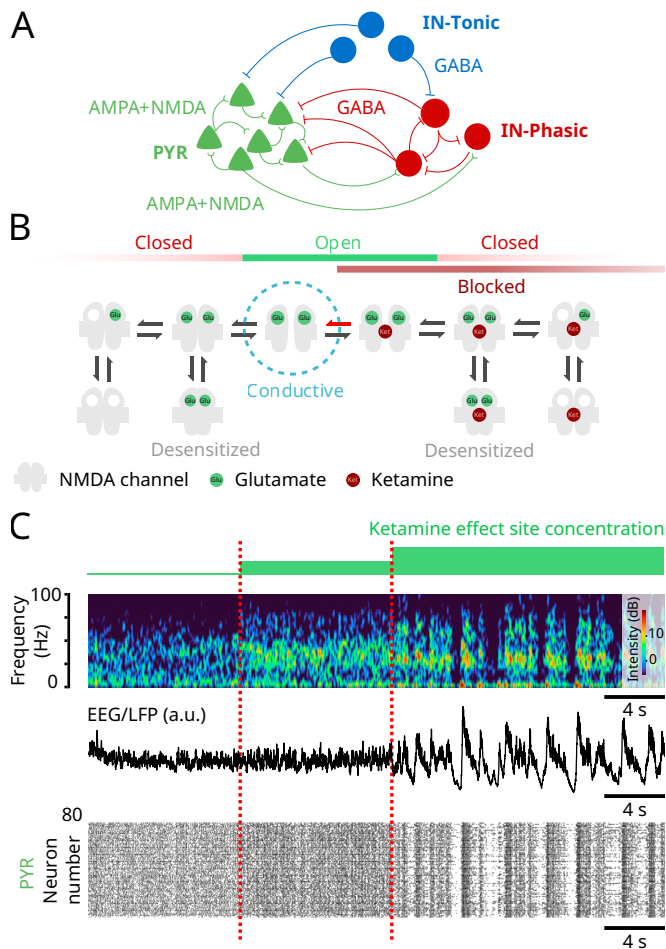 A
IN-Tonic
GABA
AMPA+NMDA
GABA
IN-Phasic
PYR
AMPA+NMDA
B
Closed
Open
Closed
Blocked
Glu
Glu
Glu
Glu
Glu
Glu
Glu
Ket
Glu
Glu
Ket
Glu
Ket
Conductive
Glu
Glu
Glu
Glu
Ket
Ket
Desensitized
Desensitized
NMDA channel
Glu
Glutamate
Ket
Ketamine
C
Ketamine effect site concentration
100
Frequency
(Hz)
0
Intensity (dB)
10
0
4 s
EEG/LFP (a.u.)
4 s
80
PYR
Neuron
number
4 s